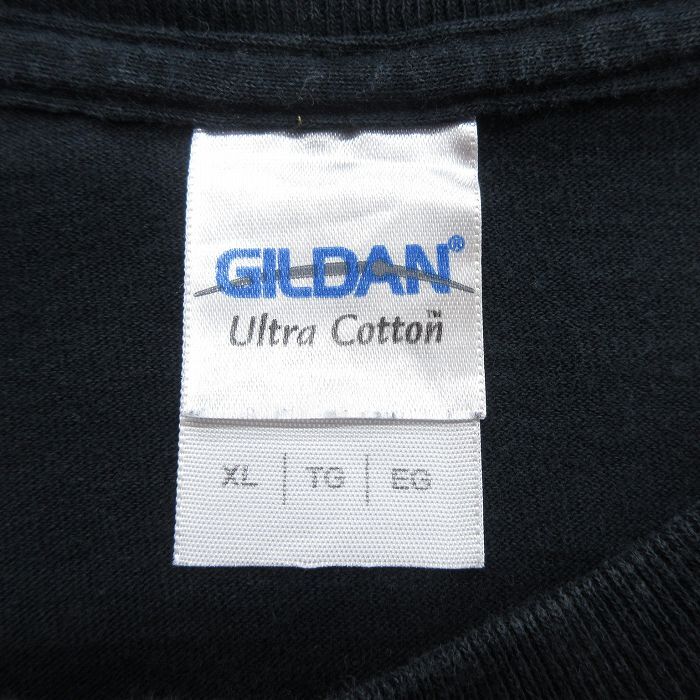 GILDAN®
Ultra Cotton™
XL | TG | EG